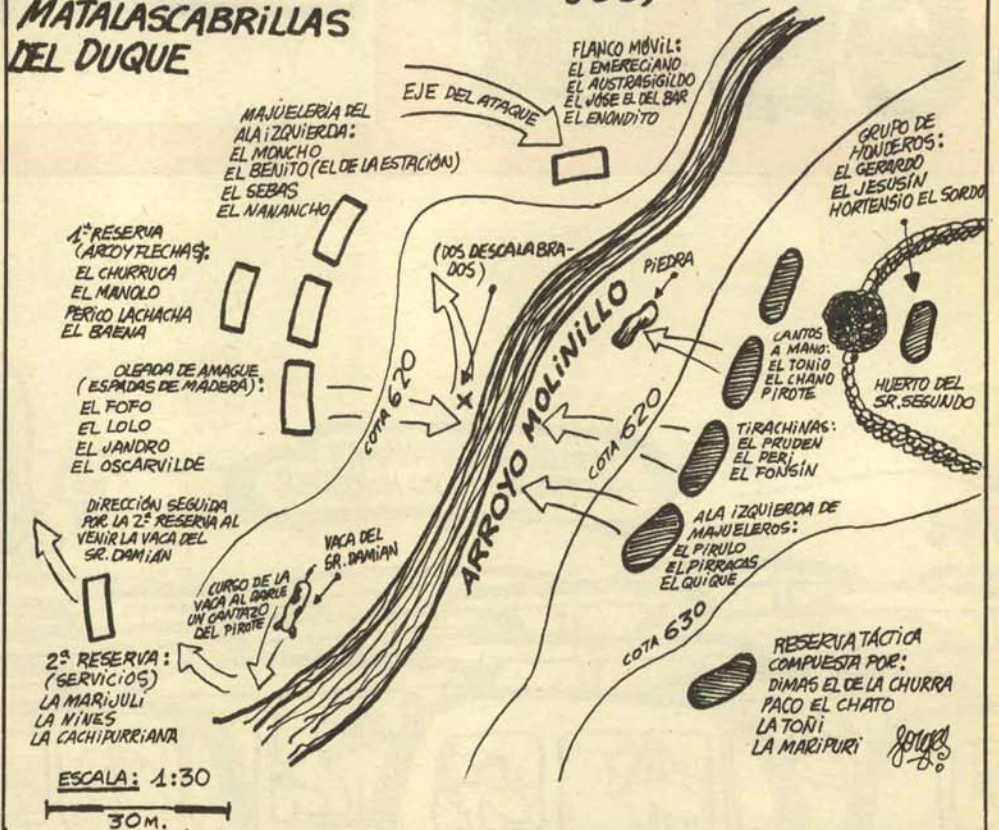 MATALASCABRILLAS
DEL DUQUE
FLANCO MÓVIL:
EL EMERECIANO
EL AUSTRASIGILDO
EL JOSE EL DEL BAR
EL ENONDITO
EJE DEL ATAQUE
MAJUELERIA DEL
ALA IZQUIERDA:
EL MONCHO
EL BENITO (EL DE LA ESTACIÓN)
EL SEBAS
EL NANANCHO
GRUPO DE
HONDEROS:
EL GERARDO
EL JESUSÍN
HORTENSIO EL SORDO
1ª RESERVA
(ARCO Y FLECHAS):
EL CHURRUCA
EL MANOLO
PERICO LACHACHA
EL BAENA
(DOS DESCALABRA-
DOS)
PIEDRA
OLEADA DE AMAGUE
(ESPADAS DE MADERA):
EL FOFO
EL LOLO
EL JANDRO
EL OSCARVILDE
COTA 620
ARROYO MOLINILLO
COTA 620
CANTOS
A MANO:
EL TONIO
EL CHANO
PIROTE
HUERTO DEL
SR. SEGUNDO
TIRACHINAS:
EL PRUDEN
EL PERI
EL FONSÍN
DIRECCIÓN SEGUIDA
POR LA 2ª RESERVA AL
VENIR LA VACA DEL
SR. DAMIÁN
VACA DEL
SR. DAMIAN
CURSO DE LA
VACA AL DARLE
UN CANTAZO
DEL PIROTE
ALA IZQUIERDA DE
MAJUELEROS:
EL PIRULO
EL PIRRACAS
EL QUIQUE
COTA 630
2ª RESERVA:
(SERVICIOS)
LA MARIJULI
LA NINES
LA CACHIPURRIANA
RESERVA TÁCTICA
COMPUESTA POR:
DIMAS EL DE LA CHURRA
PACO EL CHATO
LA TOÑI
LA MARIPURI
Forges
ESCALA: 1:30
30 M.